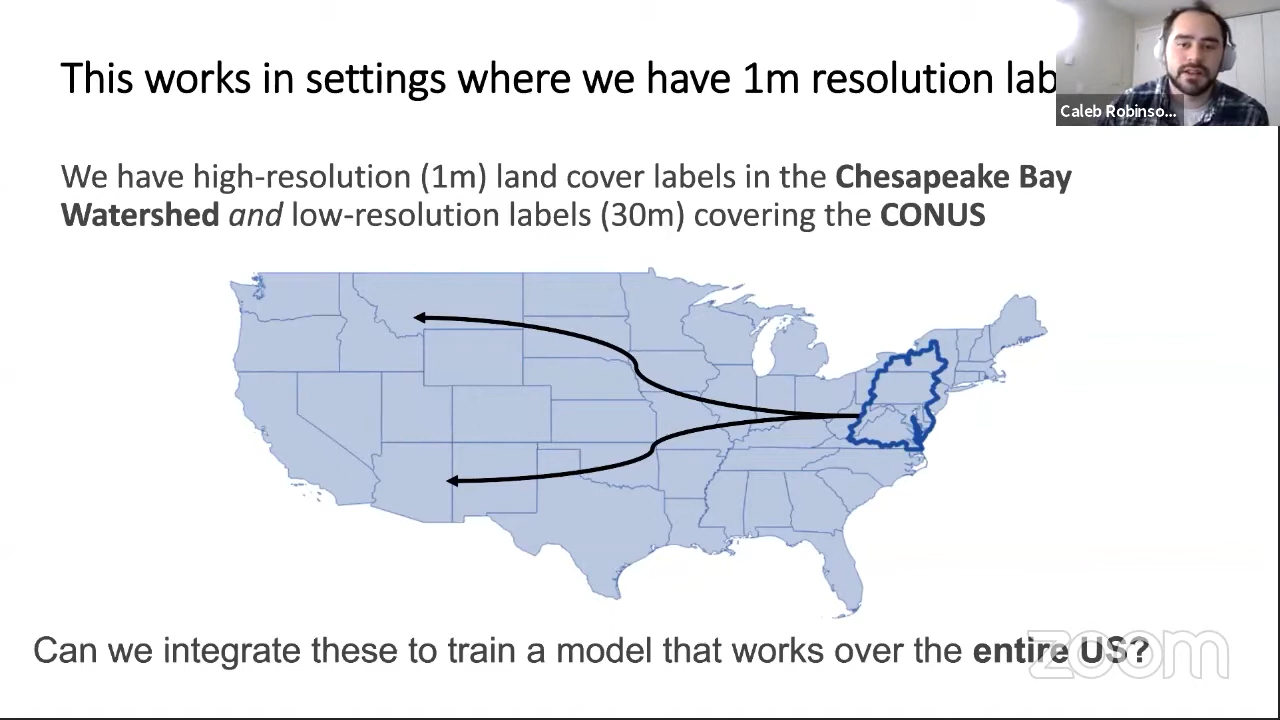 This works in settings where we have 1m resolution lab
Caleb Robinso...
We have high-resolution (1m) land cover labels in the Chesapeake Bay
Watershed and low-resolution labels (30m) covering the CONUS
Can we integrate these to train a model that works over the entire US?
zoom